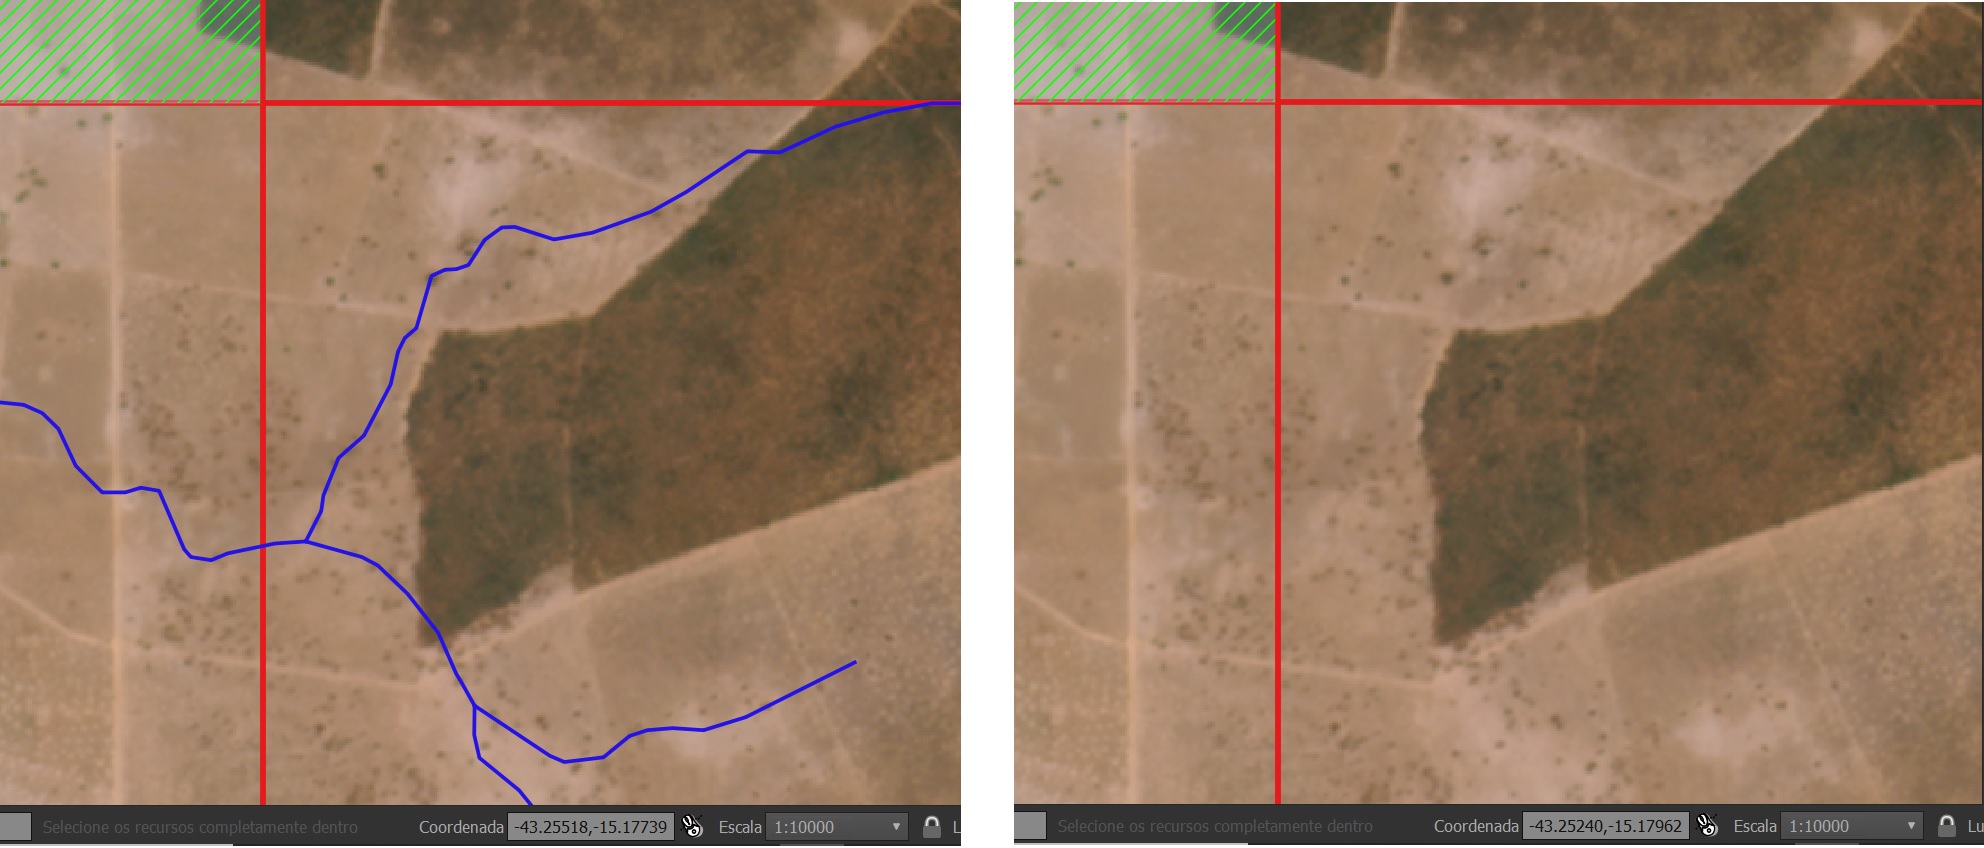 Selecione os recursos completamente dentro Coordenada -43.25518,-15.17739 Escala 1:10000 L
Selecione os recursos completamente dentro Coordenada -43.25240,-15.17962 Escala 1:10000 Lu